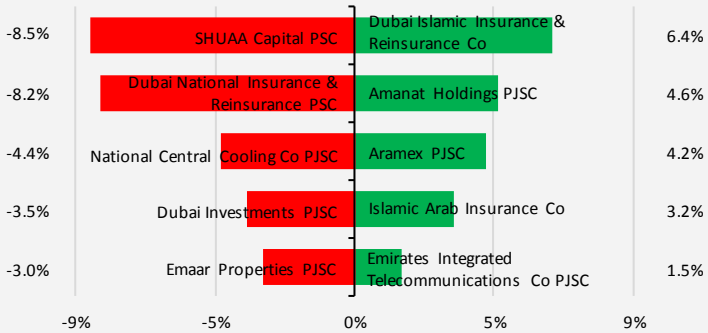 -8.5%
SHUAA Capital PSC
Dubai Islamic Insurance &
Reinsurance Co
6.4%
-8.2%
Dubai National Insurance &
Reinsurance PSC
Amanat Holdings PJSC
4.6%
-4.4%
National Central Cooling Co PJSC
Aramex PJSC
4.2%
-3.5%
Dubai Investments PJSC
Islamic Arab Insurance Co
3.2%
-3.0%
Emaar Properties PJSC
Emirates Integrated
Telecommunications Co PJSC
1.5%
-9%
-5%
0%
5%
9%